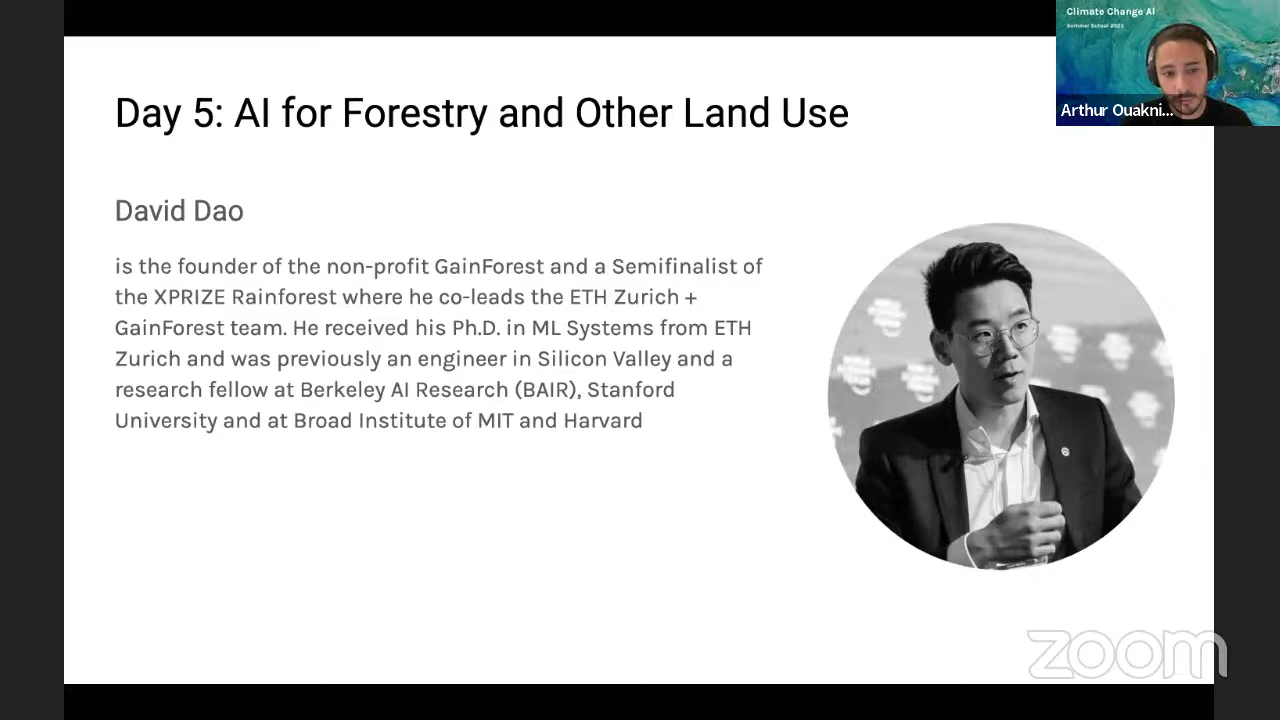 Climate Change AI
Summer School 2023
Arthur Ouakni...
Day 5: AI for Forestry and Other Land Use
David Dao
is the founder of the non-profit GainForest and a Semifinalist of
the XPRIZE Rainforest where he co-leads the ETH Zurich +
GainForest team. He received his Ph.D. in ML Systems from ETH
Zurich and was previously an engineer in Silicon Valley and a
research fellow at Berkeley AI Research (BAIR), Stanford
University and at Broad Institute of MIT and Harvard
zoom